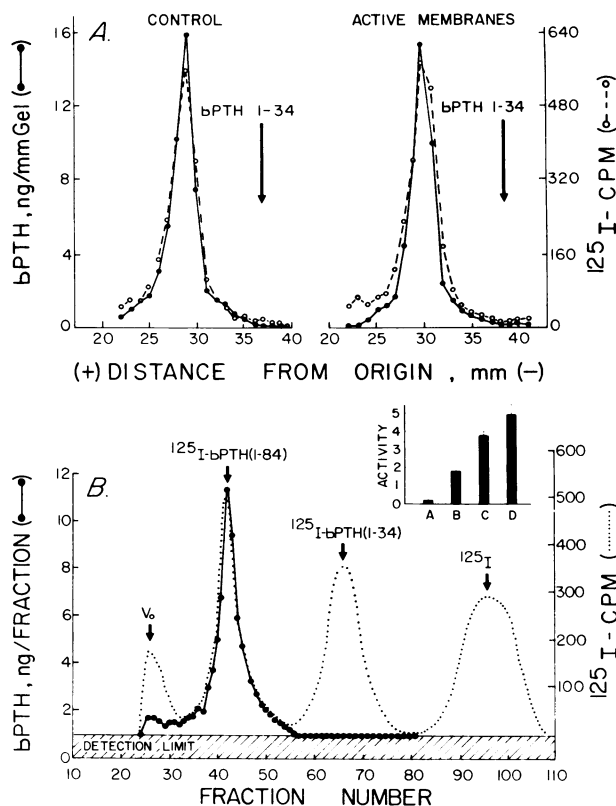 A.
CONTROL
ACTIVE MEMBRANES
bPTH, ng/mm Gel (●—●)
16
12
8
4
0
bPTH 1-34
bPTH 1-34
640
480
320
160
0
125I-CPM (o---o)
20 25 30 35 40
20 25 30 35 40
(+) DISTANCE FROM ORIGIN, mm (-)
B.
bPTH, ng/FRACTION (●—●)
12
10
8
6
4
2
0
125I-bPTH(1-84)
125I-bPTH(1-34)
125I
Vo
ACTIVITY
5
4
3
2
1
0
A B C D
600
500
400
300
200
100
125I-CPM (......)
DETECTION LIMIT
10 20 30 40 50 60 70 80 90 100 110
FRACTION NUMBER